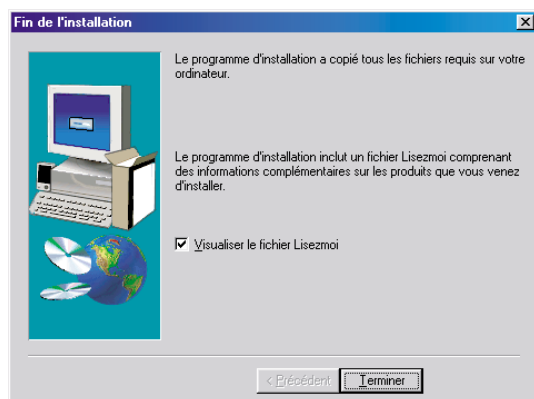 Fin de l'installation
Le programme d'installation a copié tous les fichiers requis sur votre
ordinateur.
Le programme d'installation inclut un fichier Lisezmoi comprenant
des informations complémentaires sur les produits que vous venez
d'installer.
Visualiser le fichier Lisezmoi
< Précédent
Terminer